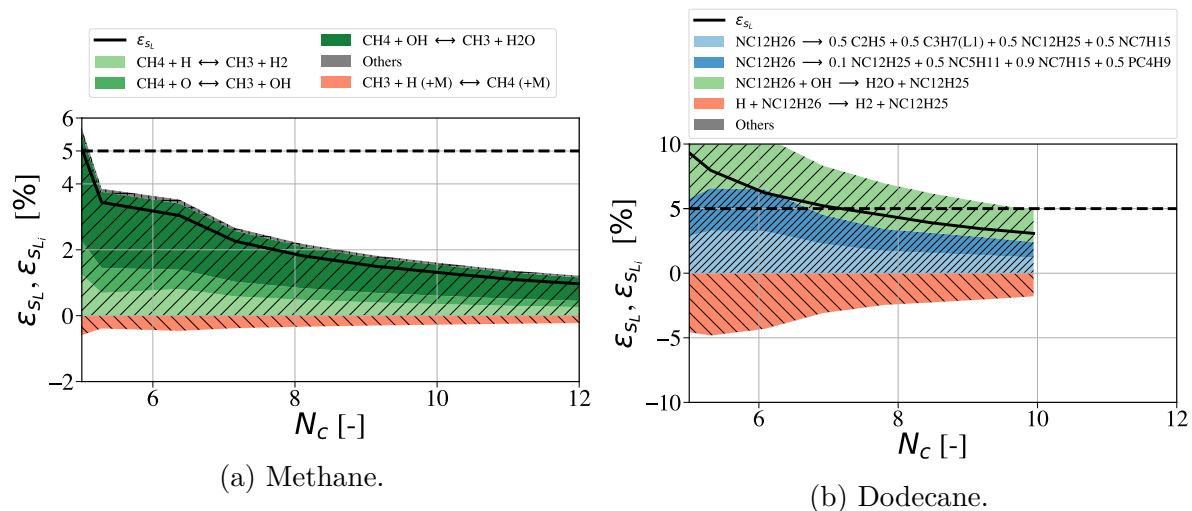 ε_{s_L}
CH4 + H ↔ CH3 + H2
CH4 + O ↔ CH3 + OH
CH4 + OH ↔ CH3 + H2O
Others
CH3 + H (+M) ↔ CH4 (+M)
6
5
4
2
0
−2
ε_{s_L}, ε_{s_{L_i}} [%]
6
8
10
12
N_c [-]
(a) Methane.
ε_{s_L}
NC12H26 → 0.5 C2H5 + 0.5 C3H7(L1) + 0.5 NC12H25 + 0.5 NC7H15
NC12H26 → 0.1 NC12H25 + 0.5 NC5H11 + 0.9 NC7H15 + 0.5 PC4H9
NC12H26 + OH → H2O + NC12H25
H + NC12H26 → H2 + NC12H25
Others
10
5
0
−5
−10
ε_{s_L}, ε_{s_{L_i}} [%]
6
8
10
12
N_c [-]
(b) Dodecane.